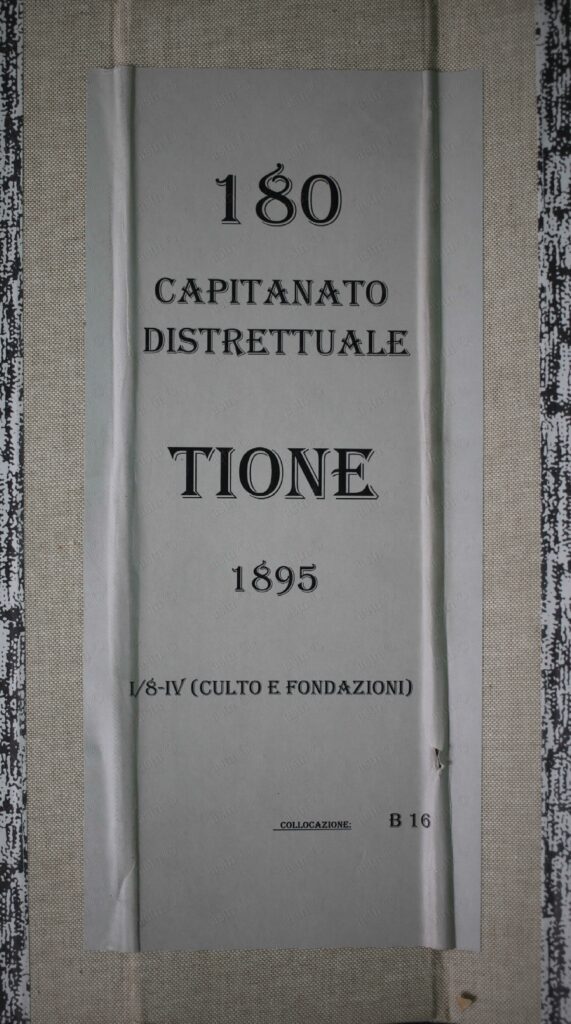 180
CAPITANATO
DISTRETTUALE
TIONE
1895
I/8-IV (CULTO E FONDAZIONI)
COLLOCAZIONE: B 16